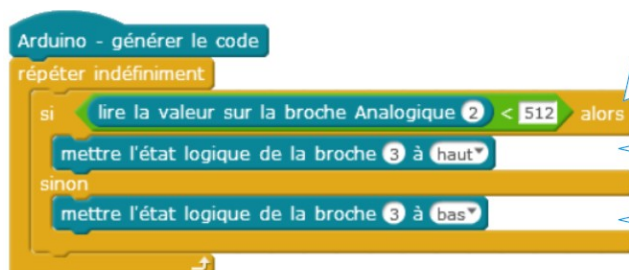 Arduino - générer le code
répéter indéfiniment
si lire la valeur sur la broche Analogique 2 < 512 alors
mettre l'état logique de la broche 3 à haut
sinon
mettre l'état logique de la broche 3 à bas